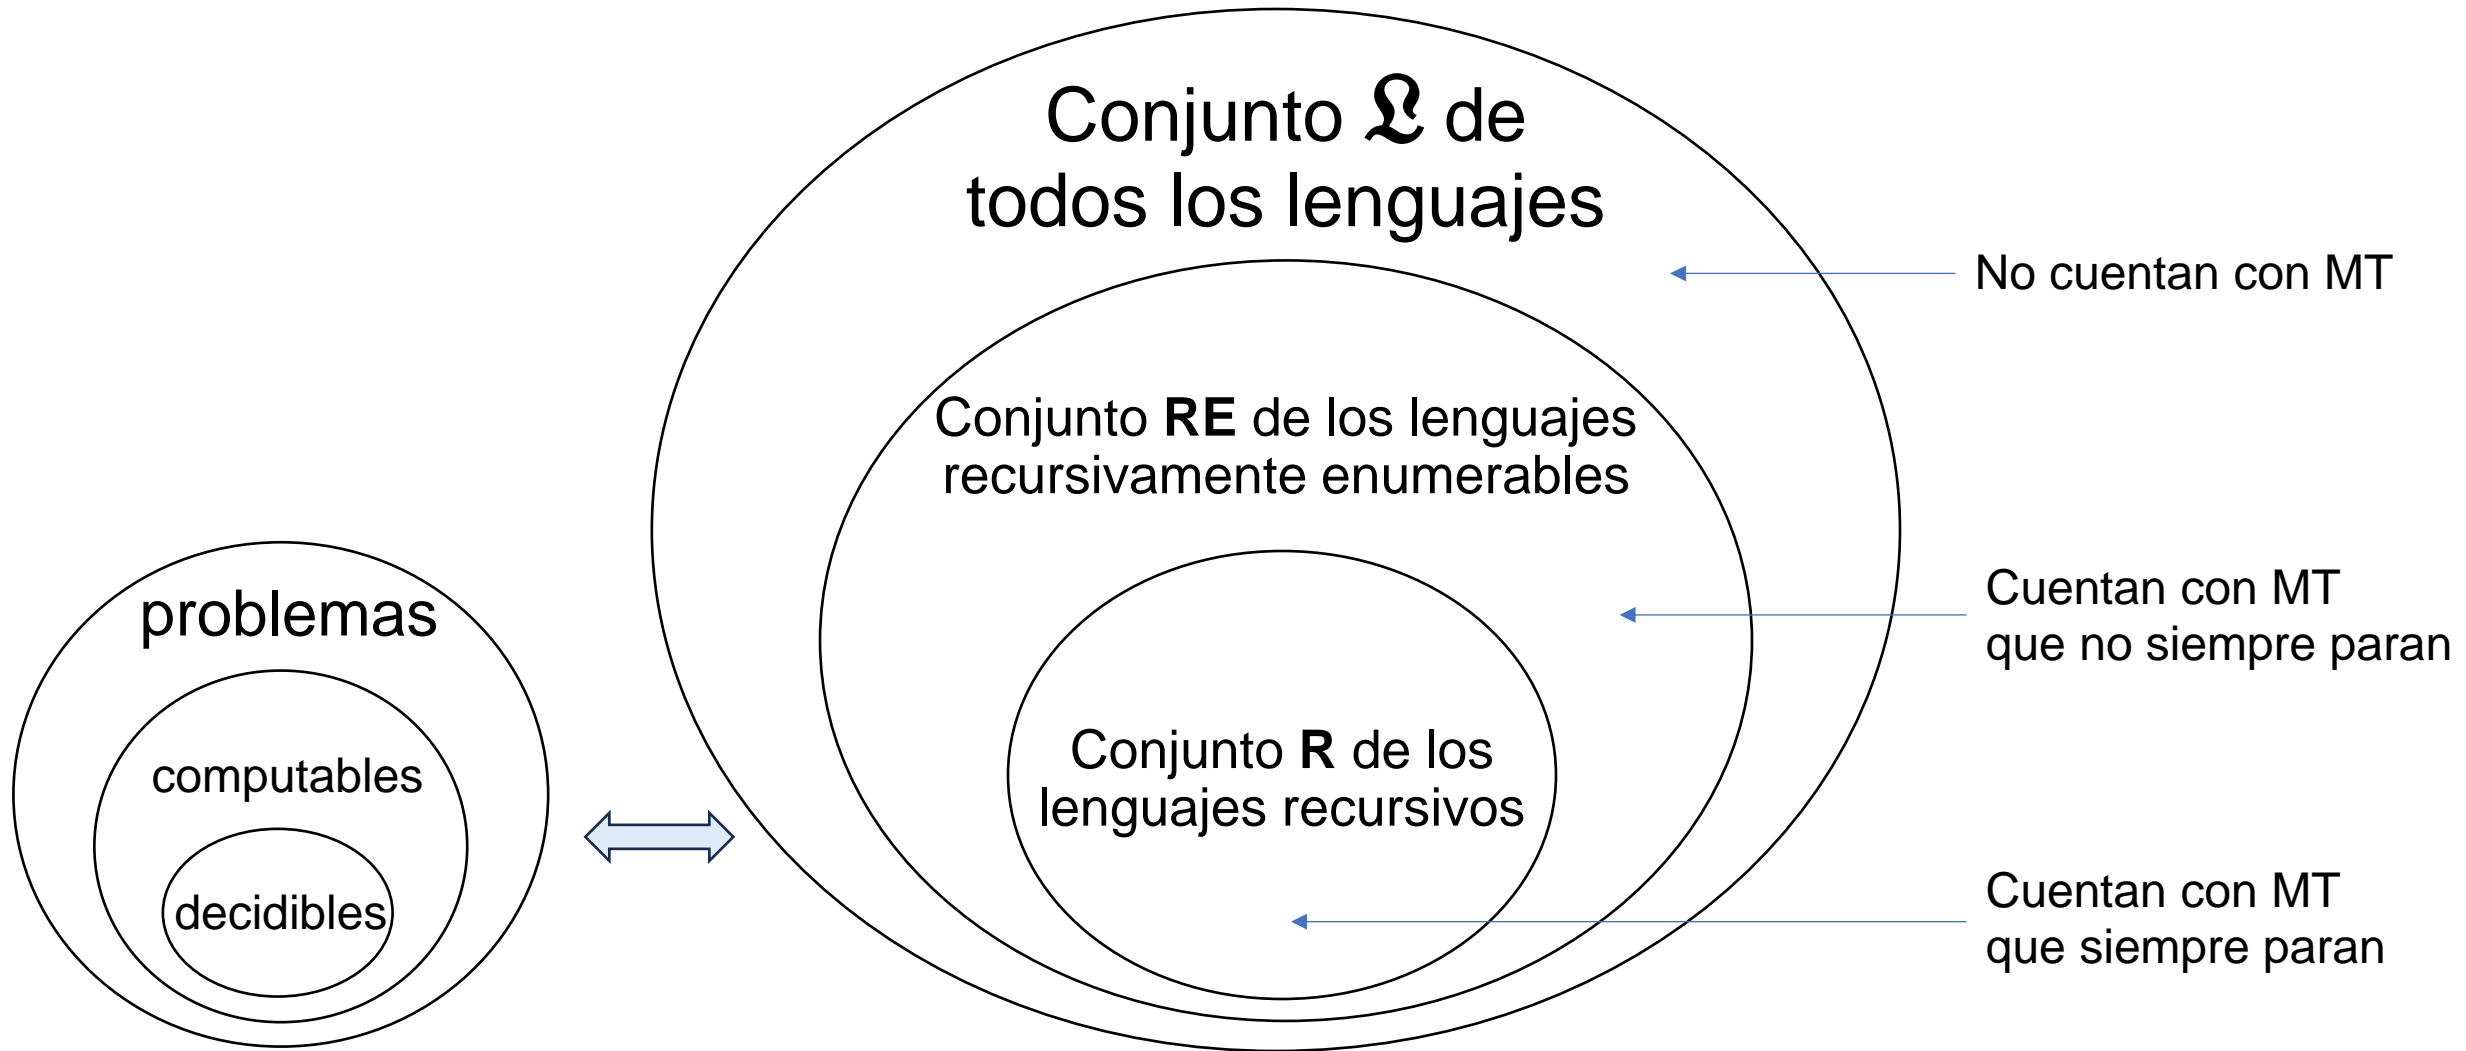 Conjunto 𝕷 de
todos los lenguajes
No cuentan con MT
Conjunto RE de los lenguajes
recursivamente enumerables
Cuentan con MT
que no siempre paran
Conjunto R de los
lenguajes recursivos
Cuentan con MT
que siempre paran
problemas
computables
decidibles